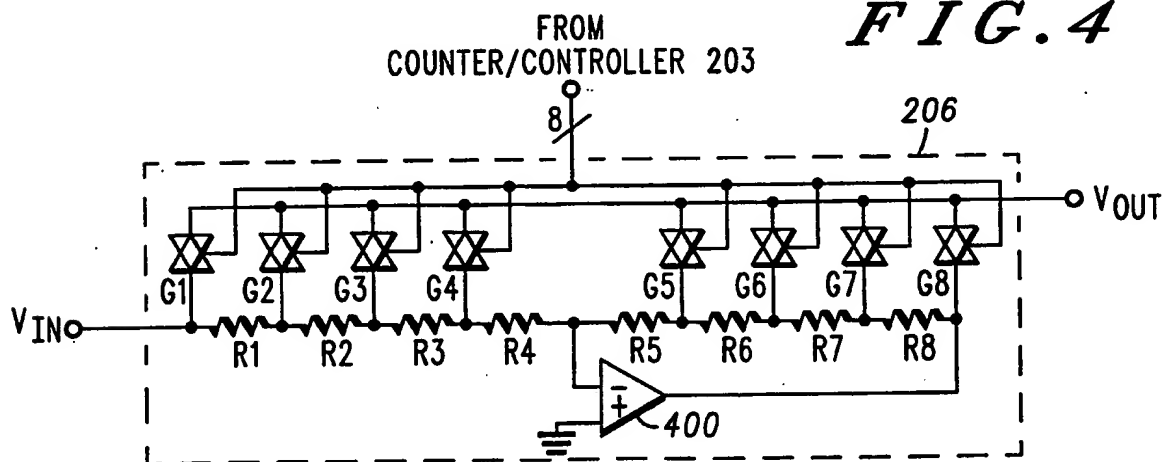 FIG.4
FROM
COUNTER/CONTROLLER 203
8
206
VOUT
G1 G2 G3 G4 G5 G6 G7 G8
VIN
R1 R2 R3 R4 R5 R6 R7 R8
−
+
400